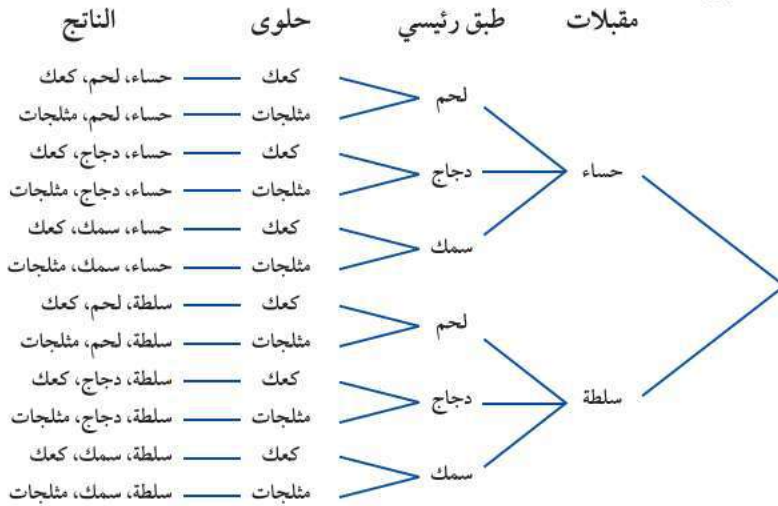 مقبلات طبق رئيسي حلوى الناتج
كعك حساء، لحم، كعك
لحم
مثلجات حساء، لحم، مثلجات
كعك حساء، دجاج، كعك
حساء دجاج
مثلجات حساء، دجاج، مثلجات
كعك حساء، سمك، كعك
سمك
مثلجات حساء، سمك، مثلجات
كعك سلطة، لحم، كعك
لحم
مثلجات سلطة، لحم، مثلجات
كعك سلطة، دجاج، كعك
سلطة دجاج
مثلجات سلطة، دجاج، مثلجات
كعك سلطة، سمك، كعك
سمك
مثلجات سلطة، سمك، مثلجات